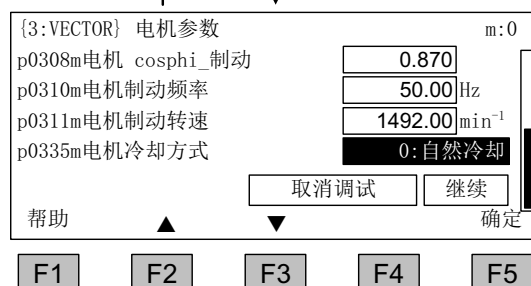 {3:VECTOR} 电机参数 m:0
p0308m电机 cosphi_制动 0.870
p0310m电机制动频率 50.00 Hz
p0311m电机制动转速 1492.00 min⁻¹
p0335m电机冷却方式 0:自然冷却
取消调试 继续
帮助 ▲ ▼ 确定
F1 F2 F3 F4 F5